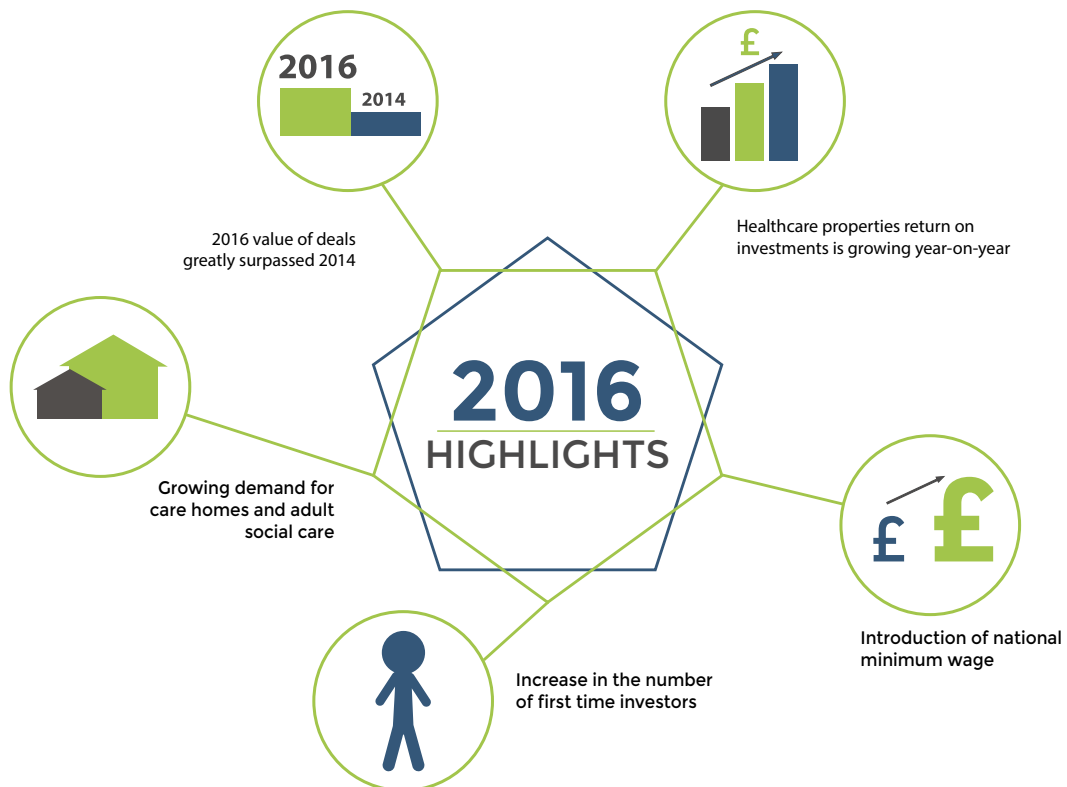 2016
2014
£
2016 value of deals
greatly surpassed 2014
Healthcare properties return on
investments is growing year-on-year
2016
HIGHLIGHTS
Growing demand for
care homes and adult
social care
£ £
Introduction of national
minimum wage
Increase in the number
of first time investors